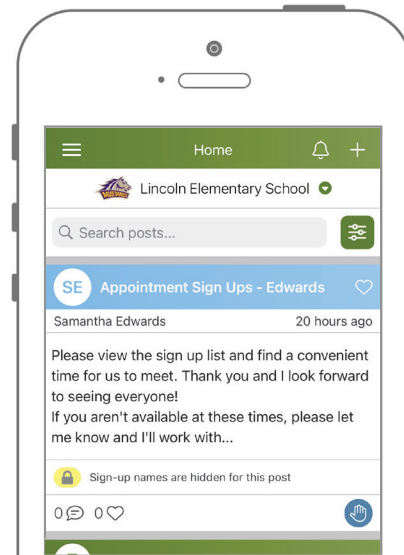 Home
MUSTANGS
Lincoln Elementary School
Search posts...
SE Appointment Sign Ups - Edwards
Samantha Edwards 20 hours ago
Please view the sign up list and find a convenient
time for us to meet. Thank you and I look forward
to seeing everyone!
If you aren't available at these times, please let
me know and I'll work with...
Sign-up names are hidden for this post
0 0